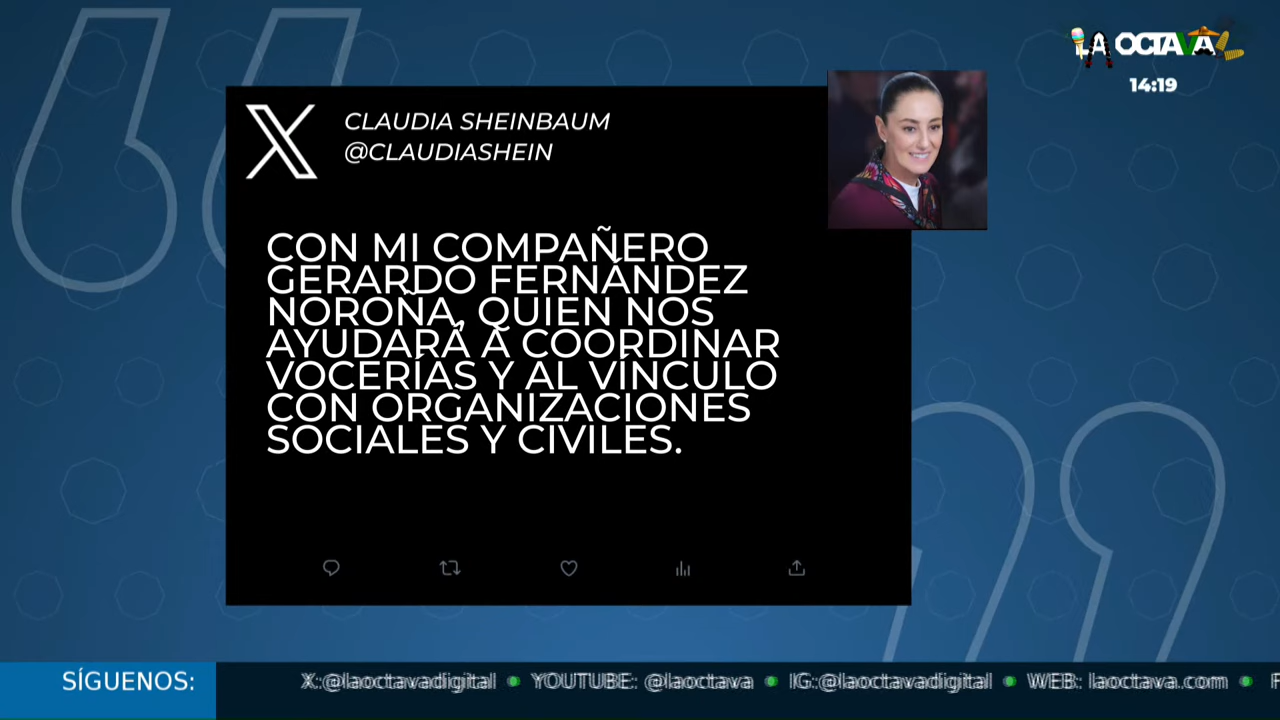 LA OCTAVA
14:19
CLAUDIA SHEINBAUM
@CLAUDIASHEIN
CON MI COMPAÑERO
GERARDO FERNÁNDEZ
NOROÑA, QUIEN NOS
AYUDARÁ A COORDINAR
VOCERÍAS Y AL VÍNCULO
CON ORGANIZACIONES
SOCIALES Y CIVILES.
SÍGUENOS: X:@laoctavadigital YOUTUBE: @laoctava IG:@laoctavadigital WEB: laoctava.com F